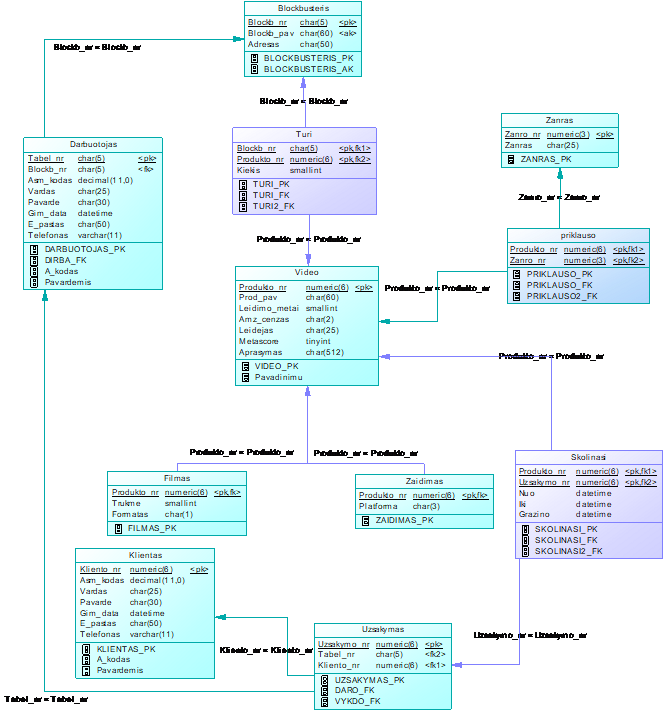 Blockbusteris
Blockb_nr char(5) <pk>
Blockb_pav char(60) <ak>
Adresas char(50)
BLOCKBUSTERIS_PK
BLOCKBUSTERIS_AK
Blockb_nr = Blockb_nr
Blockb_nr = Blockb_nr
Darbuotojas
Tabel_nr char(5) <pk>
Blockb_nr char(5) <fk>
Asm_kodas decimal(11,0)
Vardas char(25)
Pavarde char(30)
Gim_data datetime
E_pastas char(50)
Telefonas varchar(11)
DARBUOTOJAS_PK
DIRBA_FK
A_kodas
Pavardemis
Turi
Blockb_nr char(5) <pk,fk1>
Produkto_nr numeric(6) <pk,fk2>
Kiekis smallint
TURI_PK
TURI_FK
TURI2_FK
Zanras
Zanro_nr numeric(3) <pk>
Zanras char(25)
ZANRAS_PK
Zanro_nr = Zanro_nr
priklauso
Produkto_nr numeric(6) <pk,fk1>
Zanro_nr numeric(3) <pk,fk2>
PRIKLAUSO_PK
PRIKLAUSO_FK
PRIKLAUSO2_FK
Produkto_nr = Produkto_nr
Video
Produkto_nr numeric(6) <pk>
Prod_pav char(60)
Leidimo_metai smallint
Amz_cenzas char(2)
Leidejas char(25)
Metascore tinyint
Aprasymas char(512)
VIDEO_PK
Pavadinimu
Produkto_nr = Produkto_nr
Produkto_nr = Produkto_nr
Produkto_nr = Produkto_nr
Produkto_nr = Produkto_nr
Filmas
Produkto_nr numeric(6) <pk,fk>
Trukme smallint
Formatas char(1)
FILMAS_PK
Zaidimas
Produkto_nr numeric(6) <pk,fk>
Platforma char(3)
ZAIDIMAS_PK
Skolinasi
Produkto_nr numeric(6) <pk,fk1>
Uzsakymo_nr numeric(6) <pk,fk2>
Nuo datetime
Iki datetime
Grazino datetime
SKOLINASI_PK
SKOLINASI_FK
SKOLINASI2_FK
Klientas
Kliento_nr numeric(6) <pk>
Asm_kodas decimal(11,0)
Vardas char(25)
Pavarde char(30)
Gim_data datetime
E_pastas char(50)
Telefonas varchar(11)
KLIENTAS_PK
A_kodas
Pavardemis
Kliento_nr = Kliento_nr
Uzsakymas
Uzsakymo_nr numeric(6) <pk>
Tabel_nr char(5) <fk2>
Kliento_nr numeric(6) <fk1>
UZSAKYMAS_PK
DARO_FK
VYKDO_FK
Uzsakymo_nr = Uzsakymo_nr
Tabel_nr = Tabel_nr